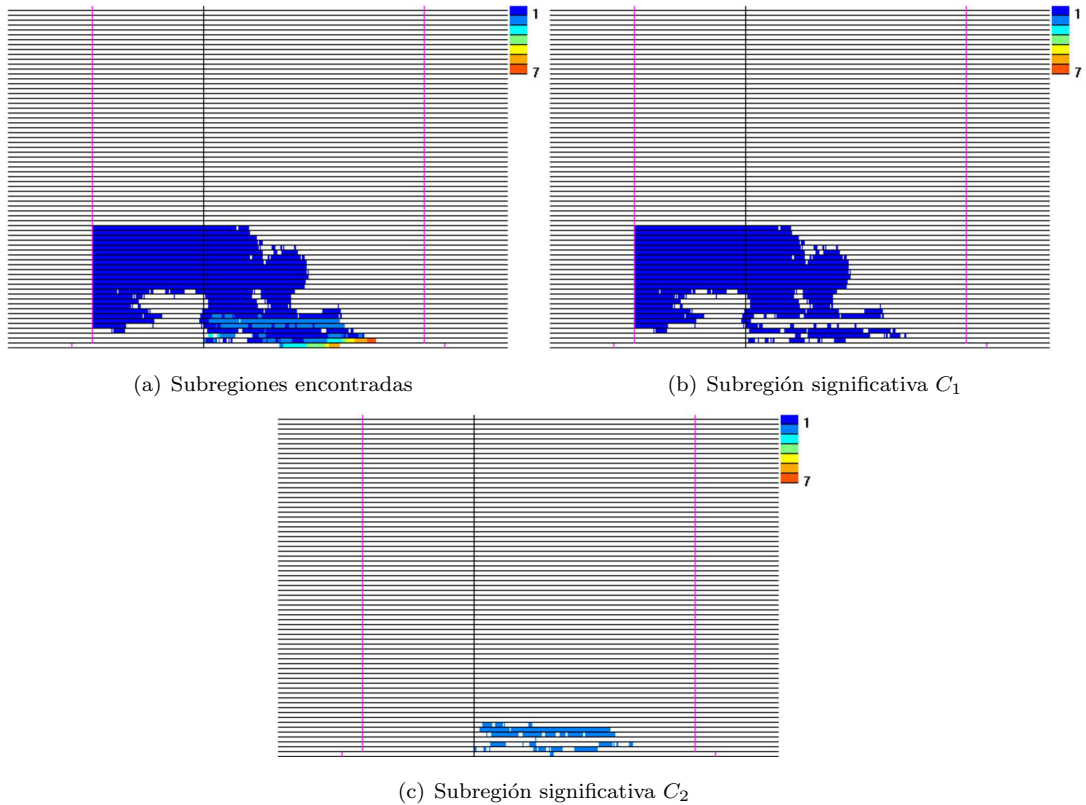 1
7
1
7
(a) Subregiones encontradas
(b) Subregión significativa C₁
1
7
(c) Subregión significativa C₂